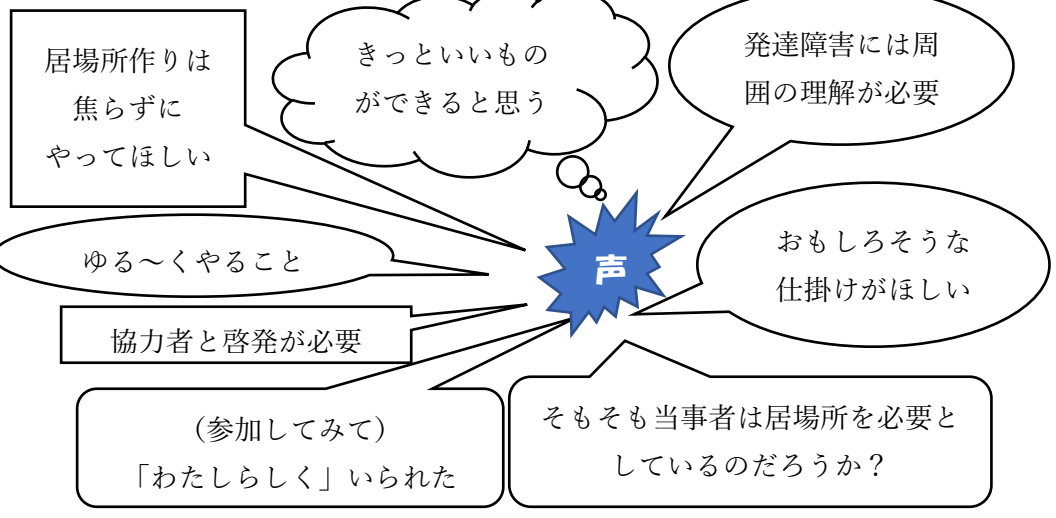 居場所作りは
焦らずに
やってほしい
きっといいもの
ができると思う
発達障害には周
囲の理解が必要
ゆる～くやること
声
おもしろそうな
仕掛けがほしい
協力者と啓発が必要
（参加してみて）
「わたしらしく」いられた
そもそも当事者は居場所を必要と
しているのだろうか？